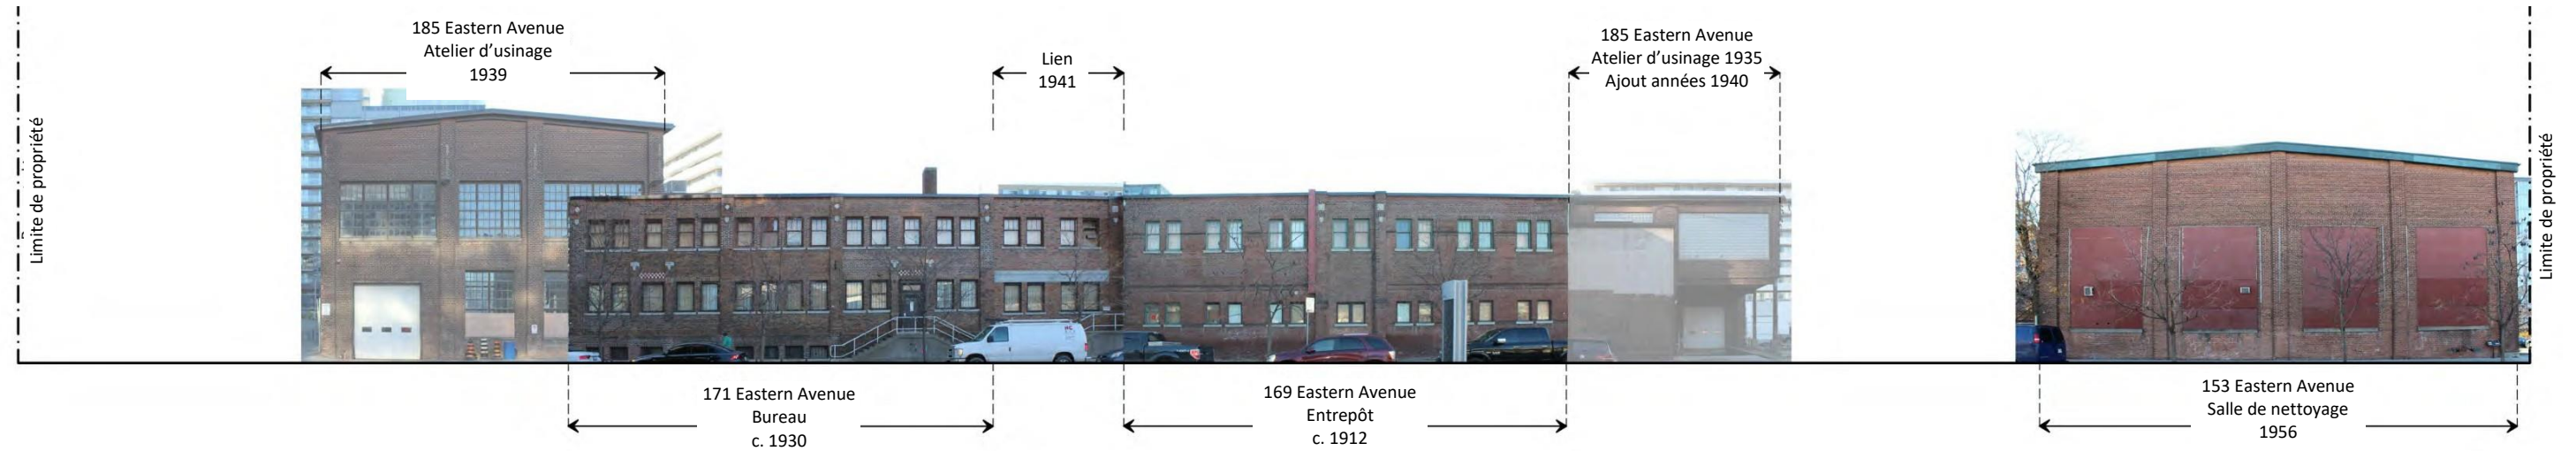 185 Eastern Avenue
Atelier d’usinage
1939
Lien
1941
185 Eastern Avenue
Atelier d’usinage 1935
Ajout années 1940
Limite de propriété
Limite de propriété
171 Eastern Avenue
Bureau
c. 1930
169 Eastern Avenue
Entrepôt
c. 1912
153 Eastern Avenue
Salle de nettoyage
1956